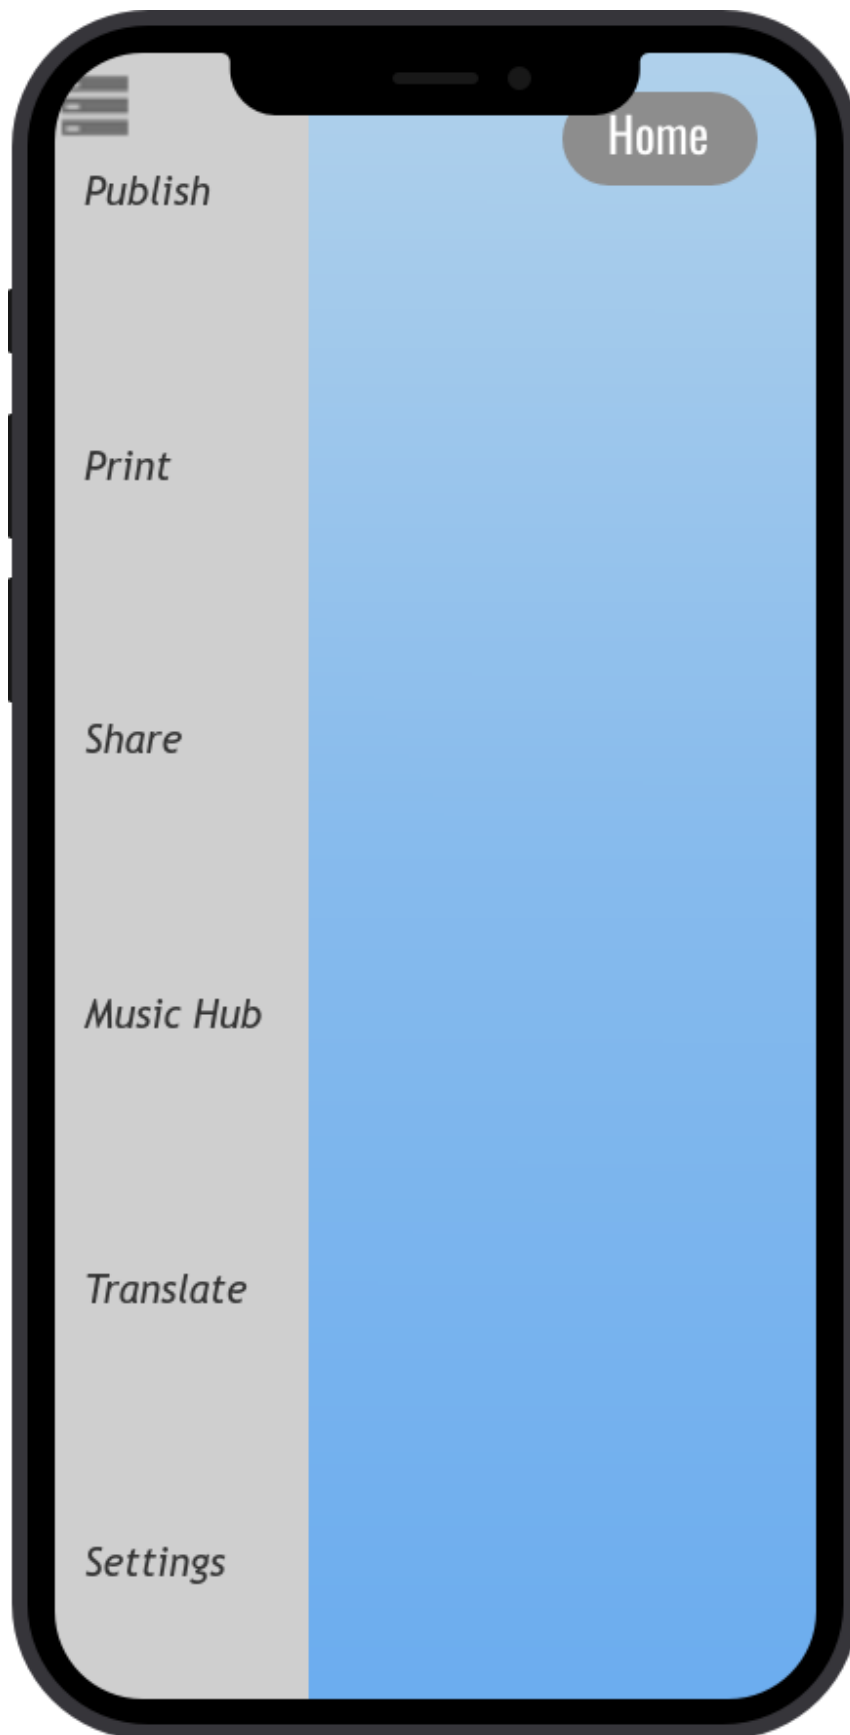 Home
Publish
Print
Share
Music Hub
Translate
Settings